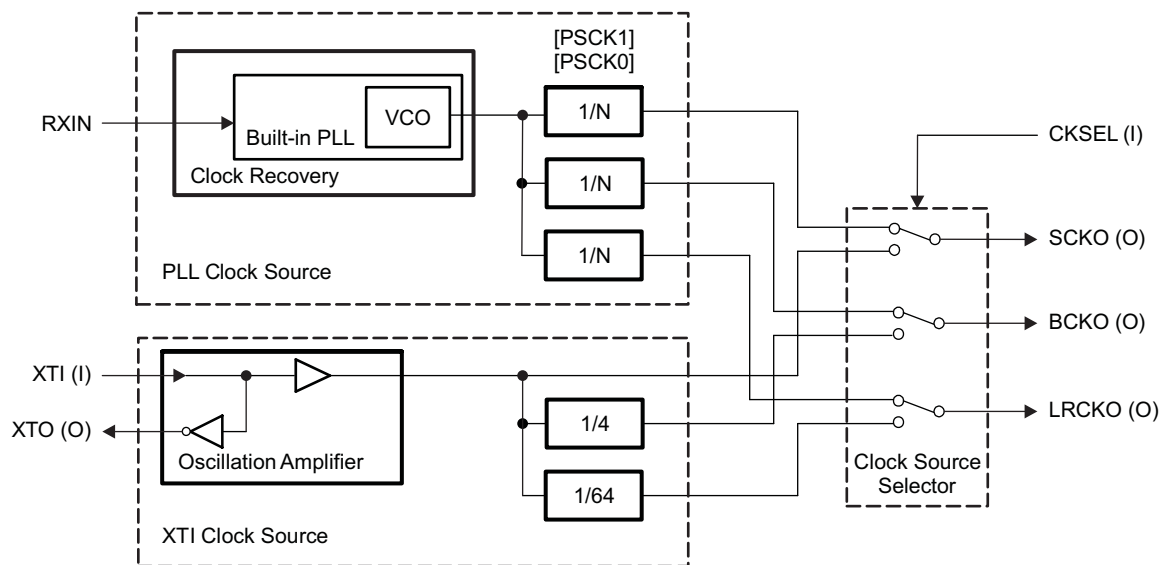 [PSCK1]
[PSCK0]
RXIN
VCO
Built-in PLL
Clock Recovery
1/N
1/N
1/N
PLL Clock Source
CKSEL (I)
SCKO (O)
BCKO (O)
LRCKO (O)
Clock Source
Selector
XTI (I)
XTO (O)
Oscillation Amplifier
1/4
1/64
XTI Clock Source